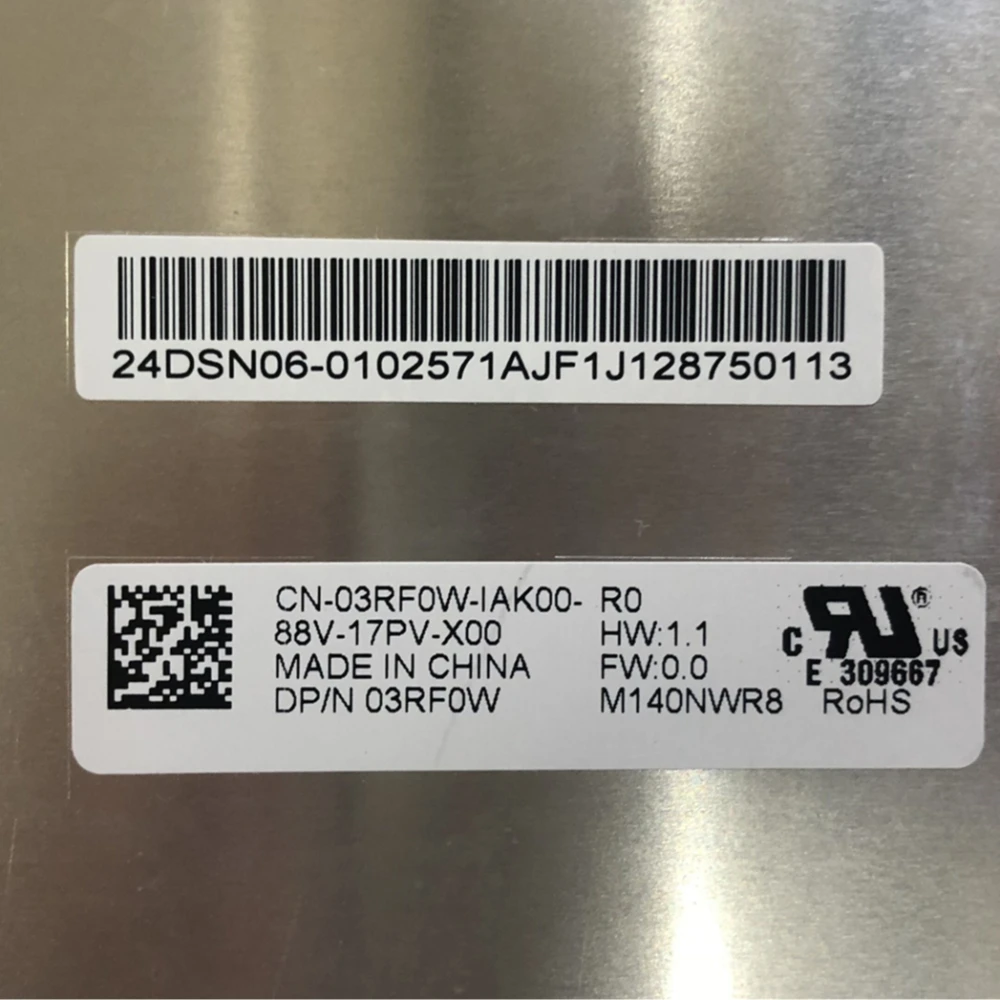 24DSN06-0102571AJF1J128750113
CN-03RF0W-IAK00- R0
88V-17PV-X00 HW:1.1
MADE IN CHINA FW:0.0
DP/N 03RF0W M140NWR8
C RU ® US
E 309667
RoHS